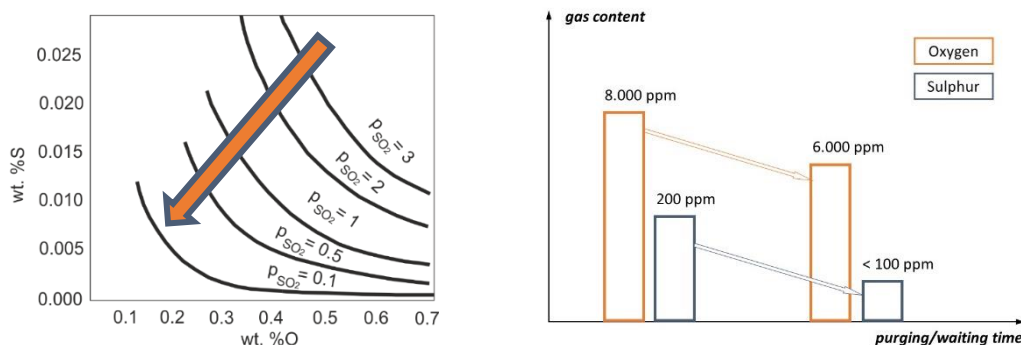 0.025
0.020
0.015
0.010
0.005
0.000
wt. %S
0.1 0.2 0.3 0.4 0.5 0.6 0.7
wt. %O
pSO2 = 3
pSO2 = 2
pSO2 = 1
pSO2 = 0.5
pSO2 = 0.1
gas content
Oxygen
Sulphur
8.000 ppm
6.000 ppm
200 ppm
< 100 ppm
purging/waiting time